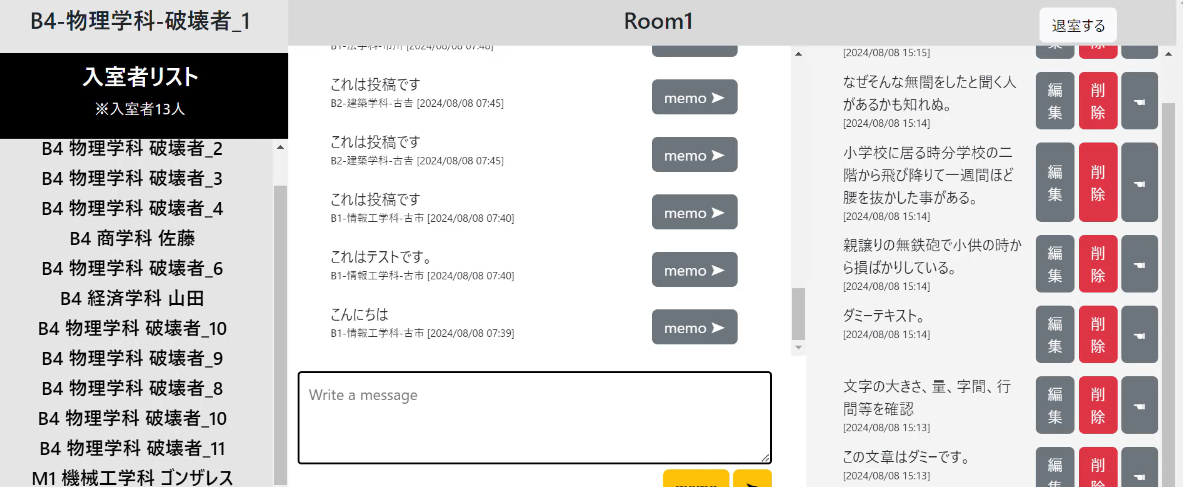 B4-物理学科-破壊者_1
Room1
退室する
入室者リスト
※入室者13人
B4 物理学科 破壊者_2
B4 物理学科 破壊者_3
B4 物理学科 破壊者_4
B4 商学科 佐藤
B4 物理学科 破壊者_6
B4 経済学科 山田
B4 物理学科 破壊者_10
B4 物理学科 破壊者_9
B4 物理学科 破壊者_8
B4 物理学科 破壊者_10
B4 物理学科 破壊者_11
M1 機械工学科 ゴンザレス
これは投稿です
B2-建築学科-古吉 [2024/08/08 07:45]
memo ➤
これは投稿です
B2-建築学科-古吉 [2024/08/08 07:45]
memo ➤
これは投稿です
B1-情報工学科-古市 [2024/08/08 07:40]
memo ➤
これはテストです。
B1-情報工学科-古市 [2024/08/08 07:40]
memo ➤
こんにちは
B1-情報工学科-古市 [2024/08/08 07:39]
memo ➤
Write a message
[2024/08/08 15:15]
集
除
なぜそんな無闇をしたと聞く人
があるかも知れぬ。
[2024/08/08 15:14]
編
集
削
除
小学校に居る時分学校の二
階から飛び降りて一週間ほど
腰を抜かした事がある。
[2024/08/08 15:14]
編
集
削
除
親譲りの無鉄砲で小供の時か
ら損ばかりしている。
[2024/08/08 15:14]
編
集
削
除
ダミーテキスト。
[2024/08/08 15:14]
編
集
削
除
文字の大きさ、量、字間、行
間等を確認
[2024/08/08 15:13]
編
集
削
除
この文章はダミーです。
[2024/08/08 15:13]
編
集
削
除